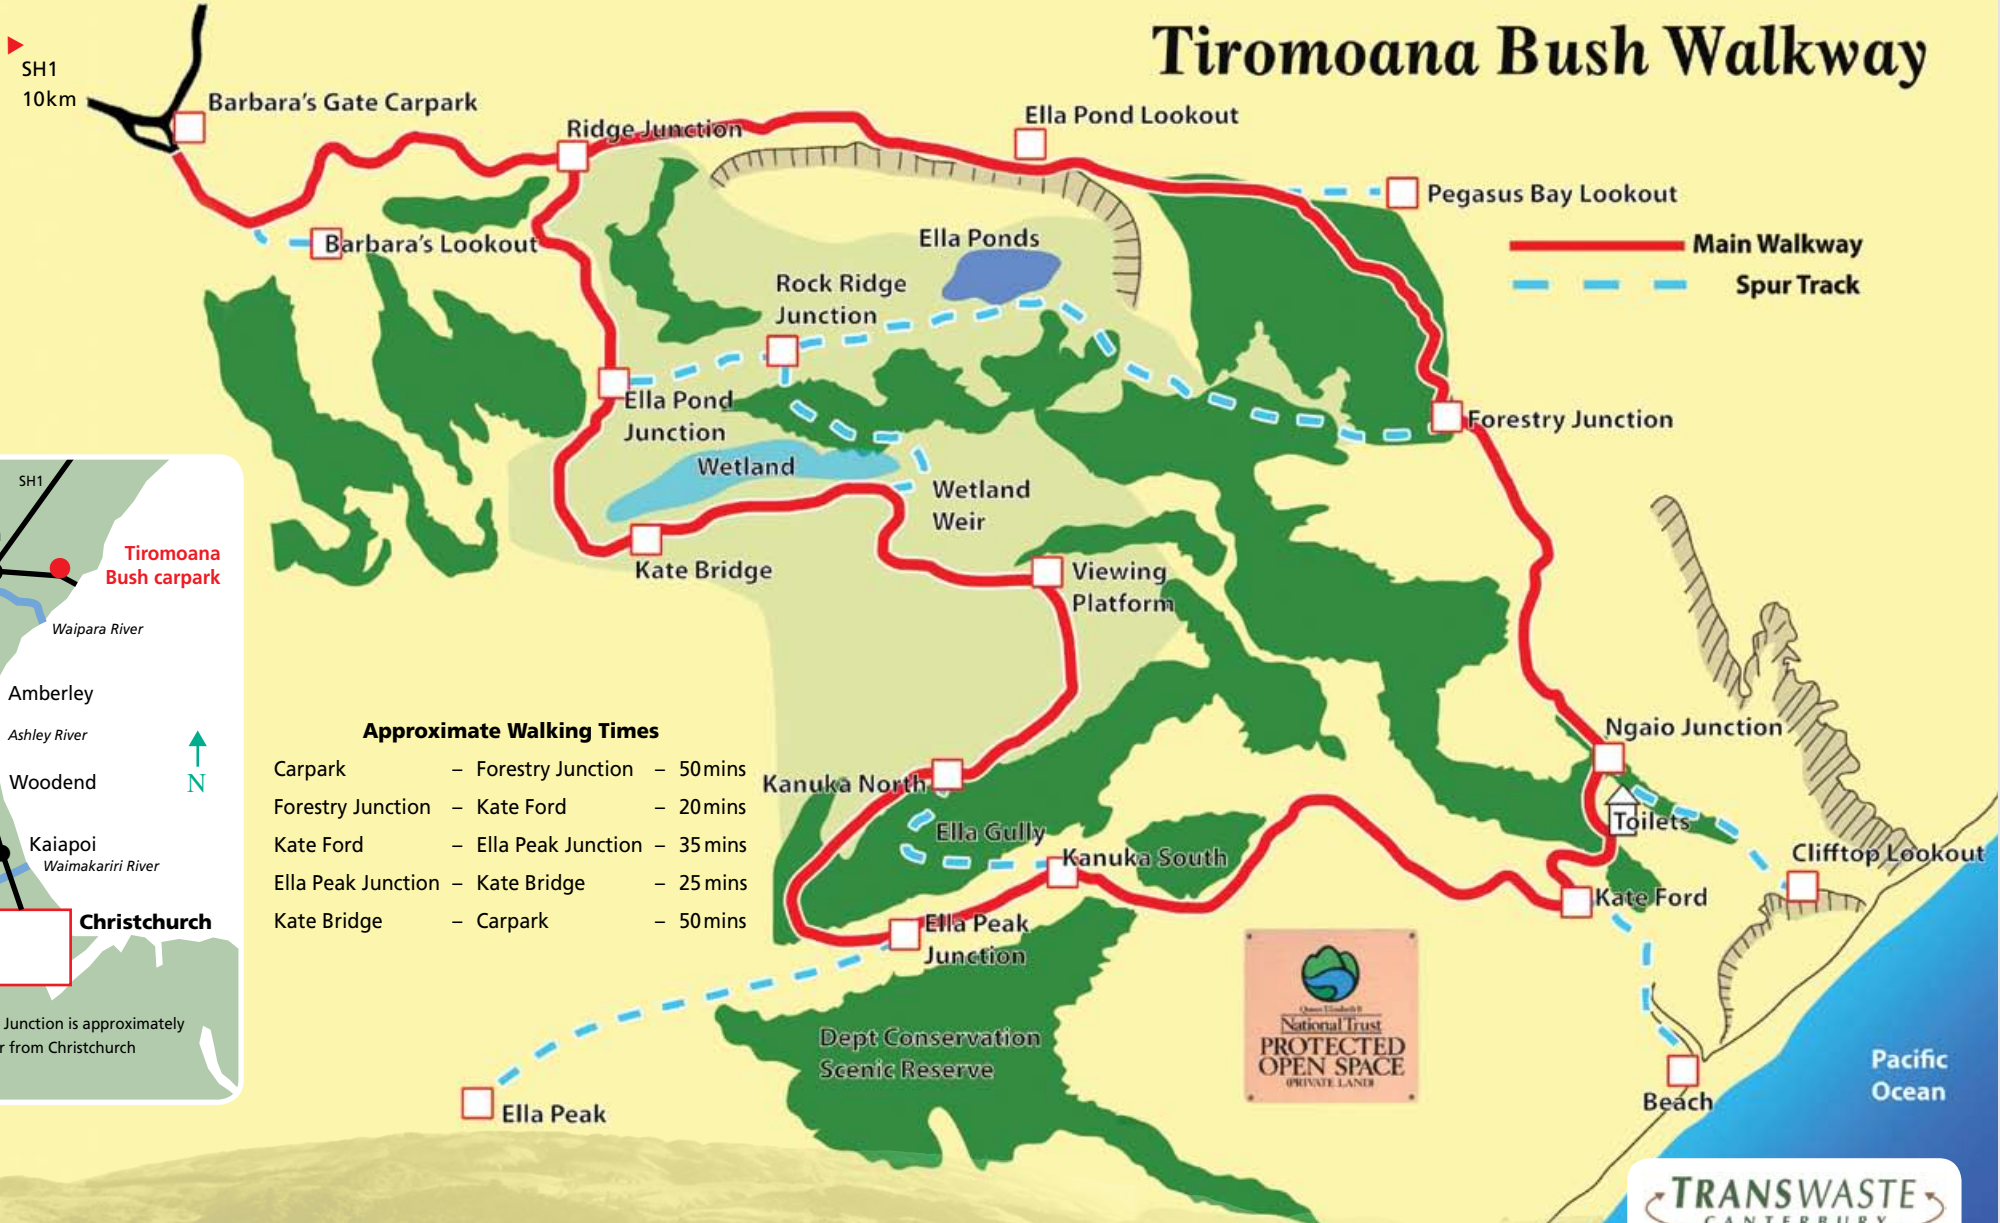 Tiromoana Bush Walkway
SH1
10km
Barbara's Gate Carpark
Ridge Junction
Ella Pond Lookout
Pegasus Bay Lookout
Main Walkway
Spur Track
Barbara's Lookout
Ella Ponds
Rock Ridge
Junction
Ella Pond
Junction
Forestry Junction
Wetland
Wetland
Weir
Kate Bridge
Viewing
Platform
SH1
Tiromoana
Bush carpark
Waipara River
Amberley
Ashley River
Woodend
N
Kaiapoi
Waimakariri River
Christchurch
Junction is approximately
from Christchurch
Approximate Walking Times
Carpark – Forestry Junction – 50mins
Forestry Junction – Kate Ford – 20mins
Kate Ford – Ella Peak Junction – 35mins
Ella Peak Junction – Kate Bridge – 25mins
Kate Bridge – Carpark – 50mins
Ngaio Junction
Kanuka North
Toilets
Ella Gully
Kanuka South
Clifftop Lookout
Kate Ford
Ella Peak
Junction
Queen Elizabeth II
National Trust
PROTECTED
OPEN SPACE
(PRIVATE LAND)
Dept Conservation
Scenic Reserve
Pacific
Ocean
Beach
Ella Peak
TRANSWASTE
CANTERBURY